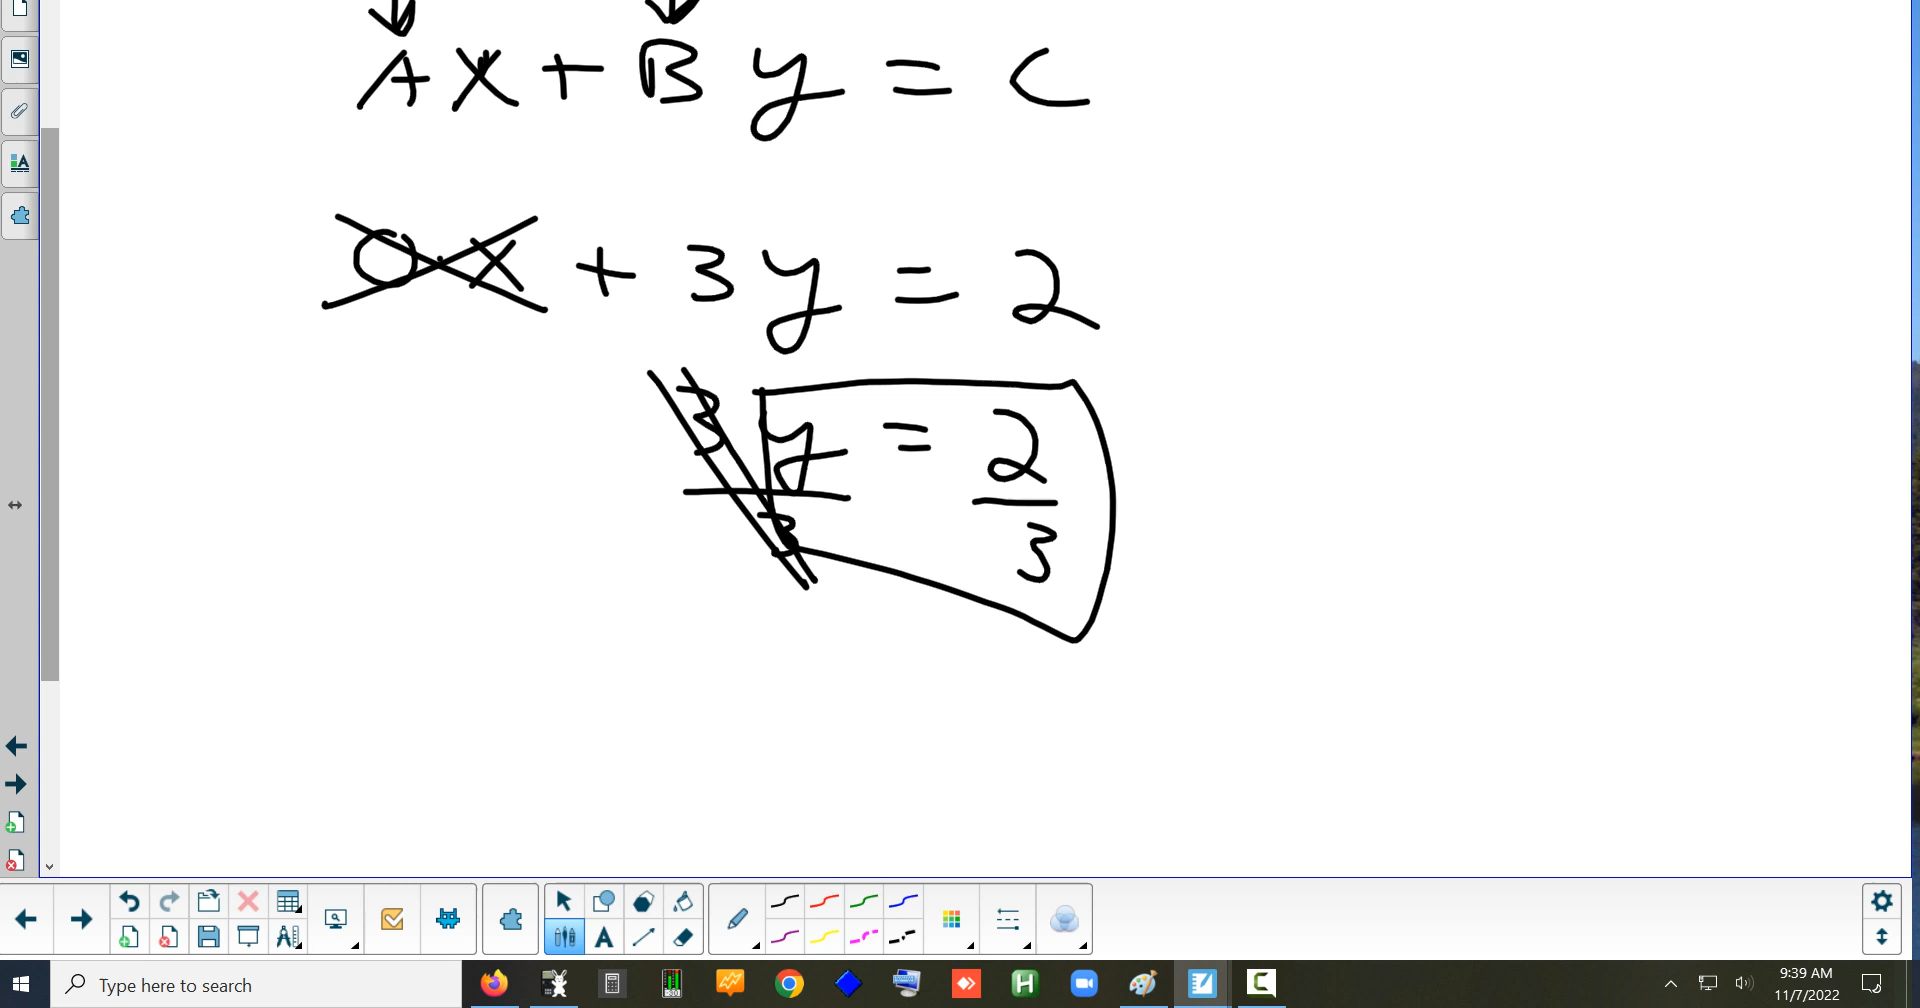 Ax + By = C
0x + 3y = 2
3y/3 = 2/3
Type here to search
9:39 AM
11/7/2022